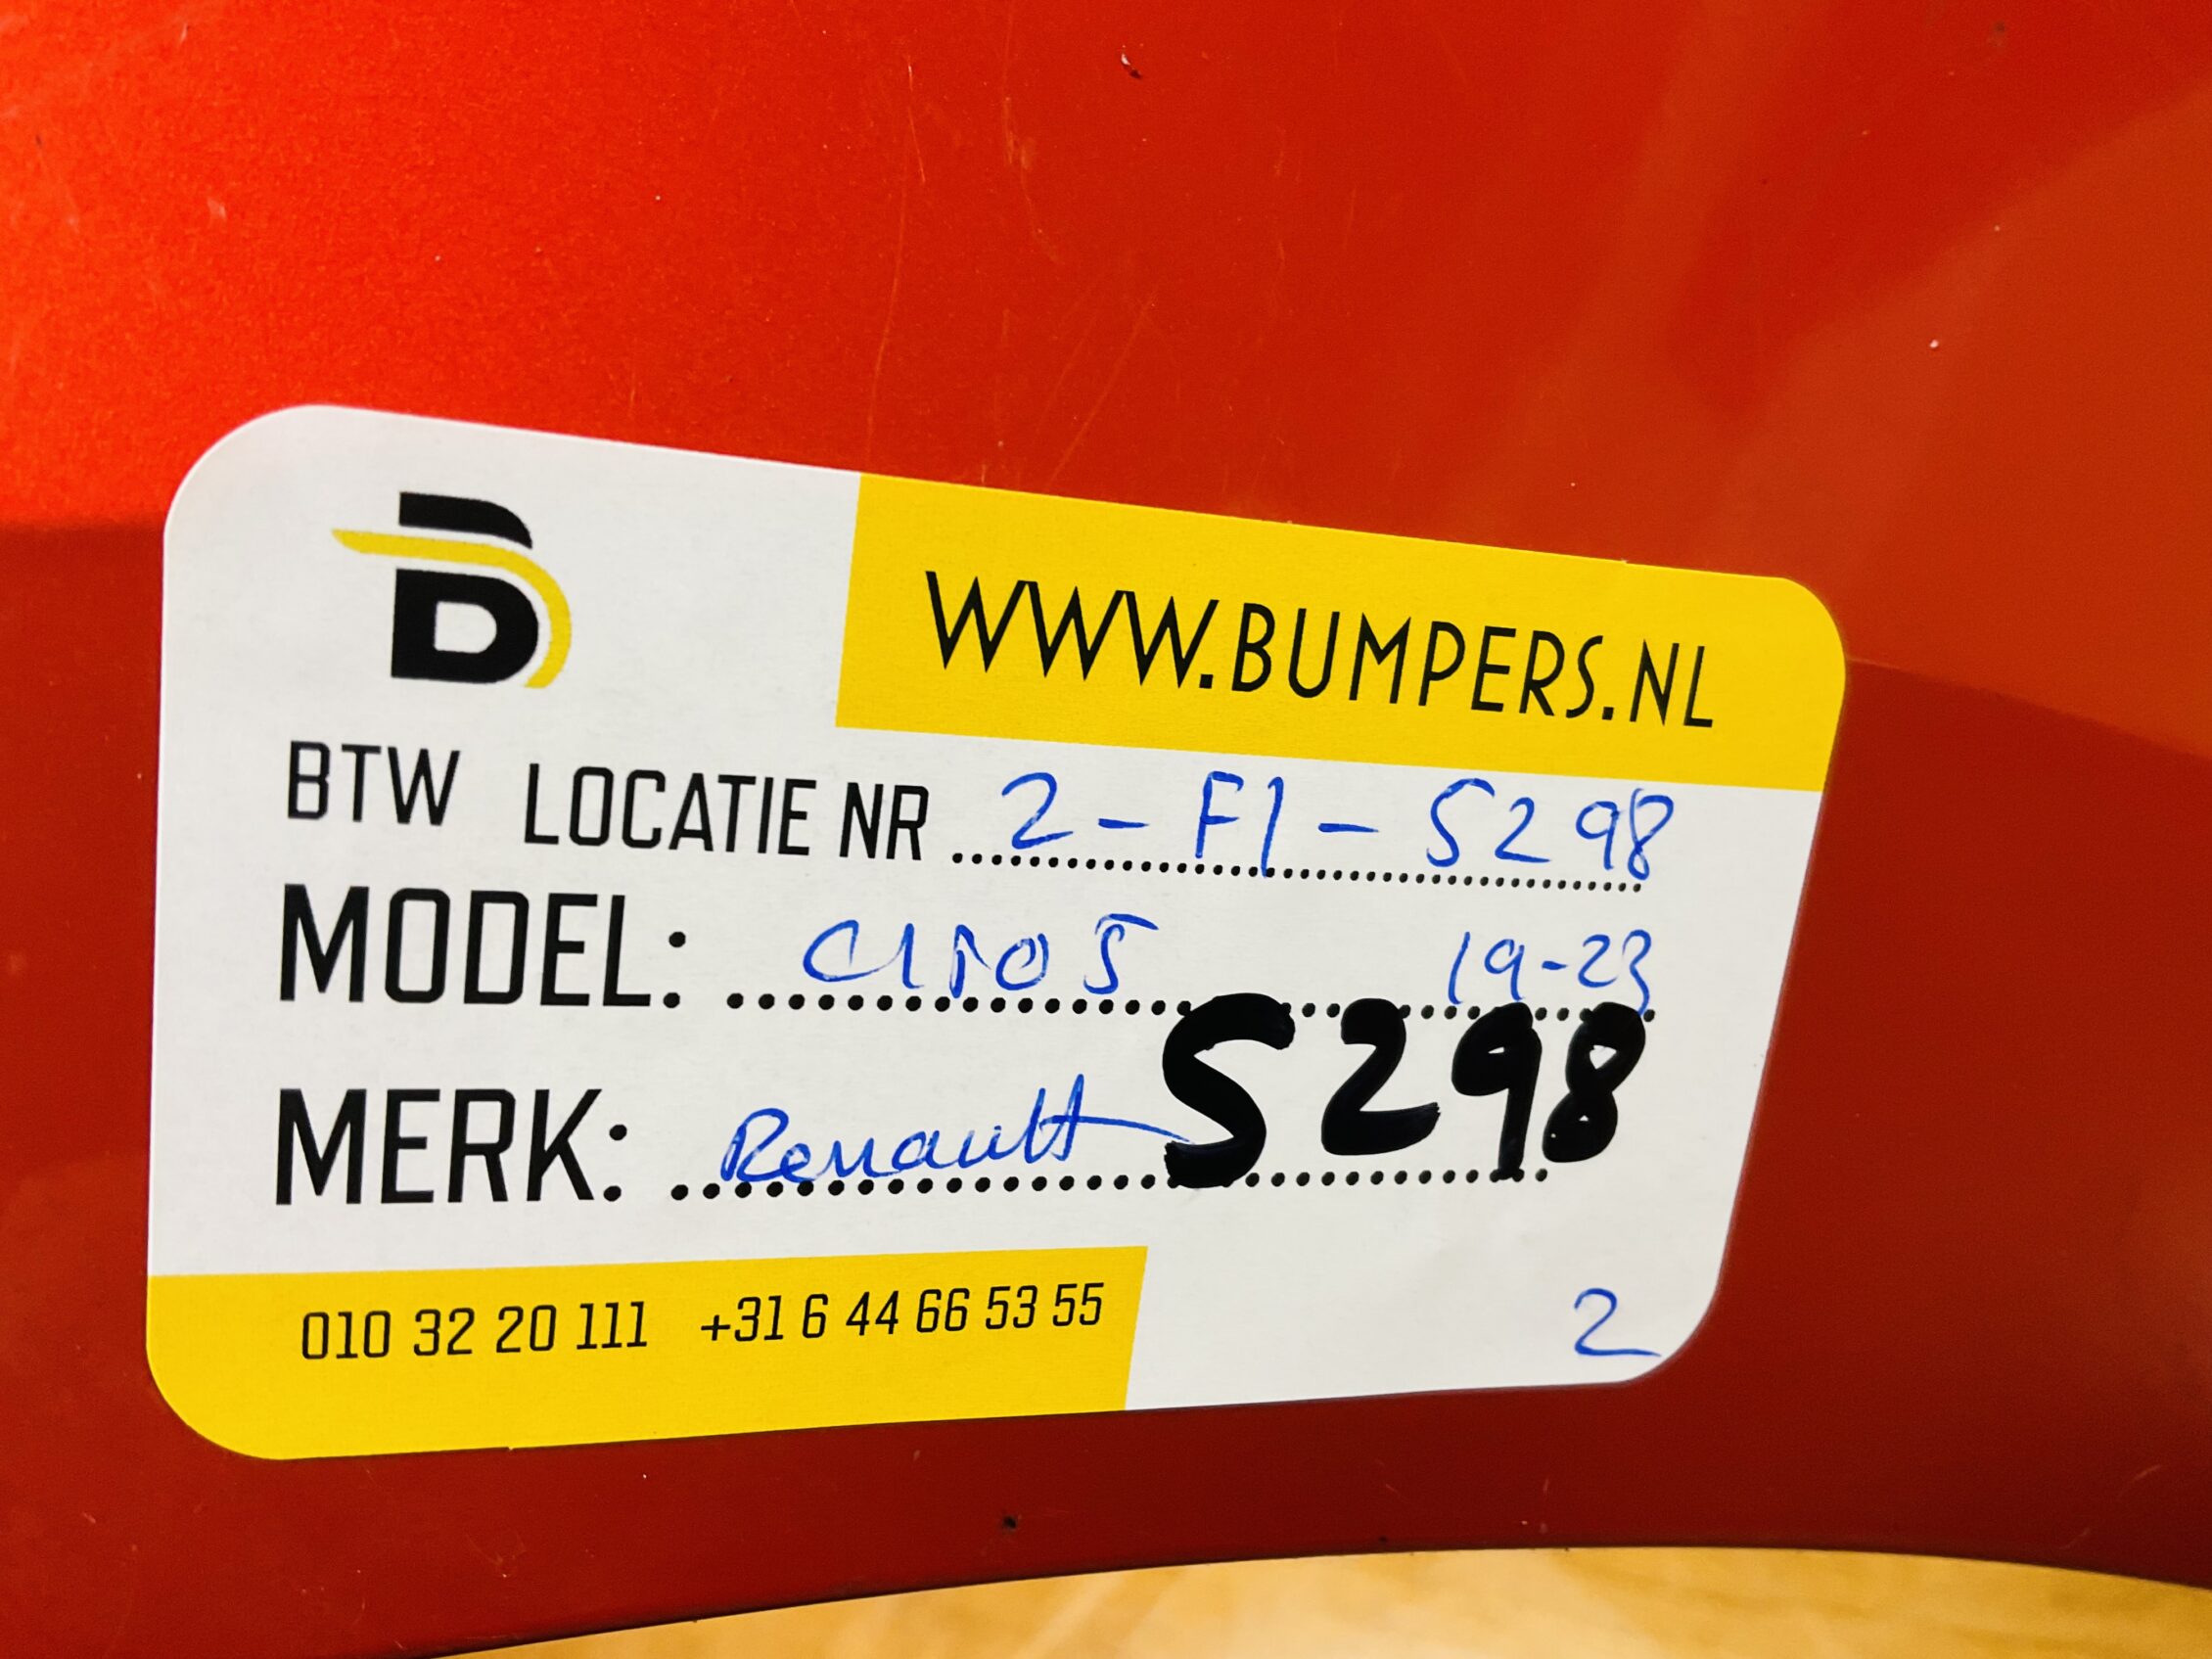 B
WWW.BUMPERS.NL
BTW LOCATIE NR 2-F1-S298
MODEL: Clio 5 19-23
MERK: Renault S298
010 32 20 111 +31 6 44 66 53 55
2